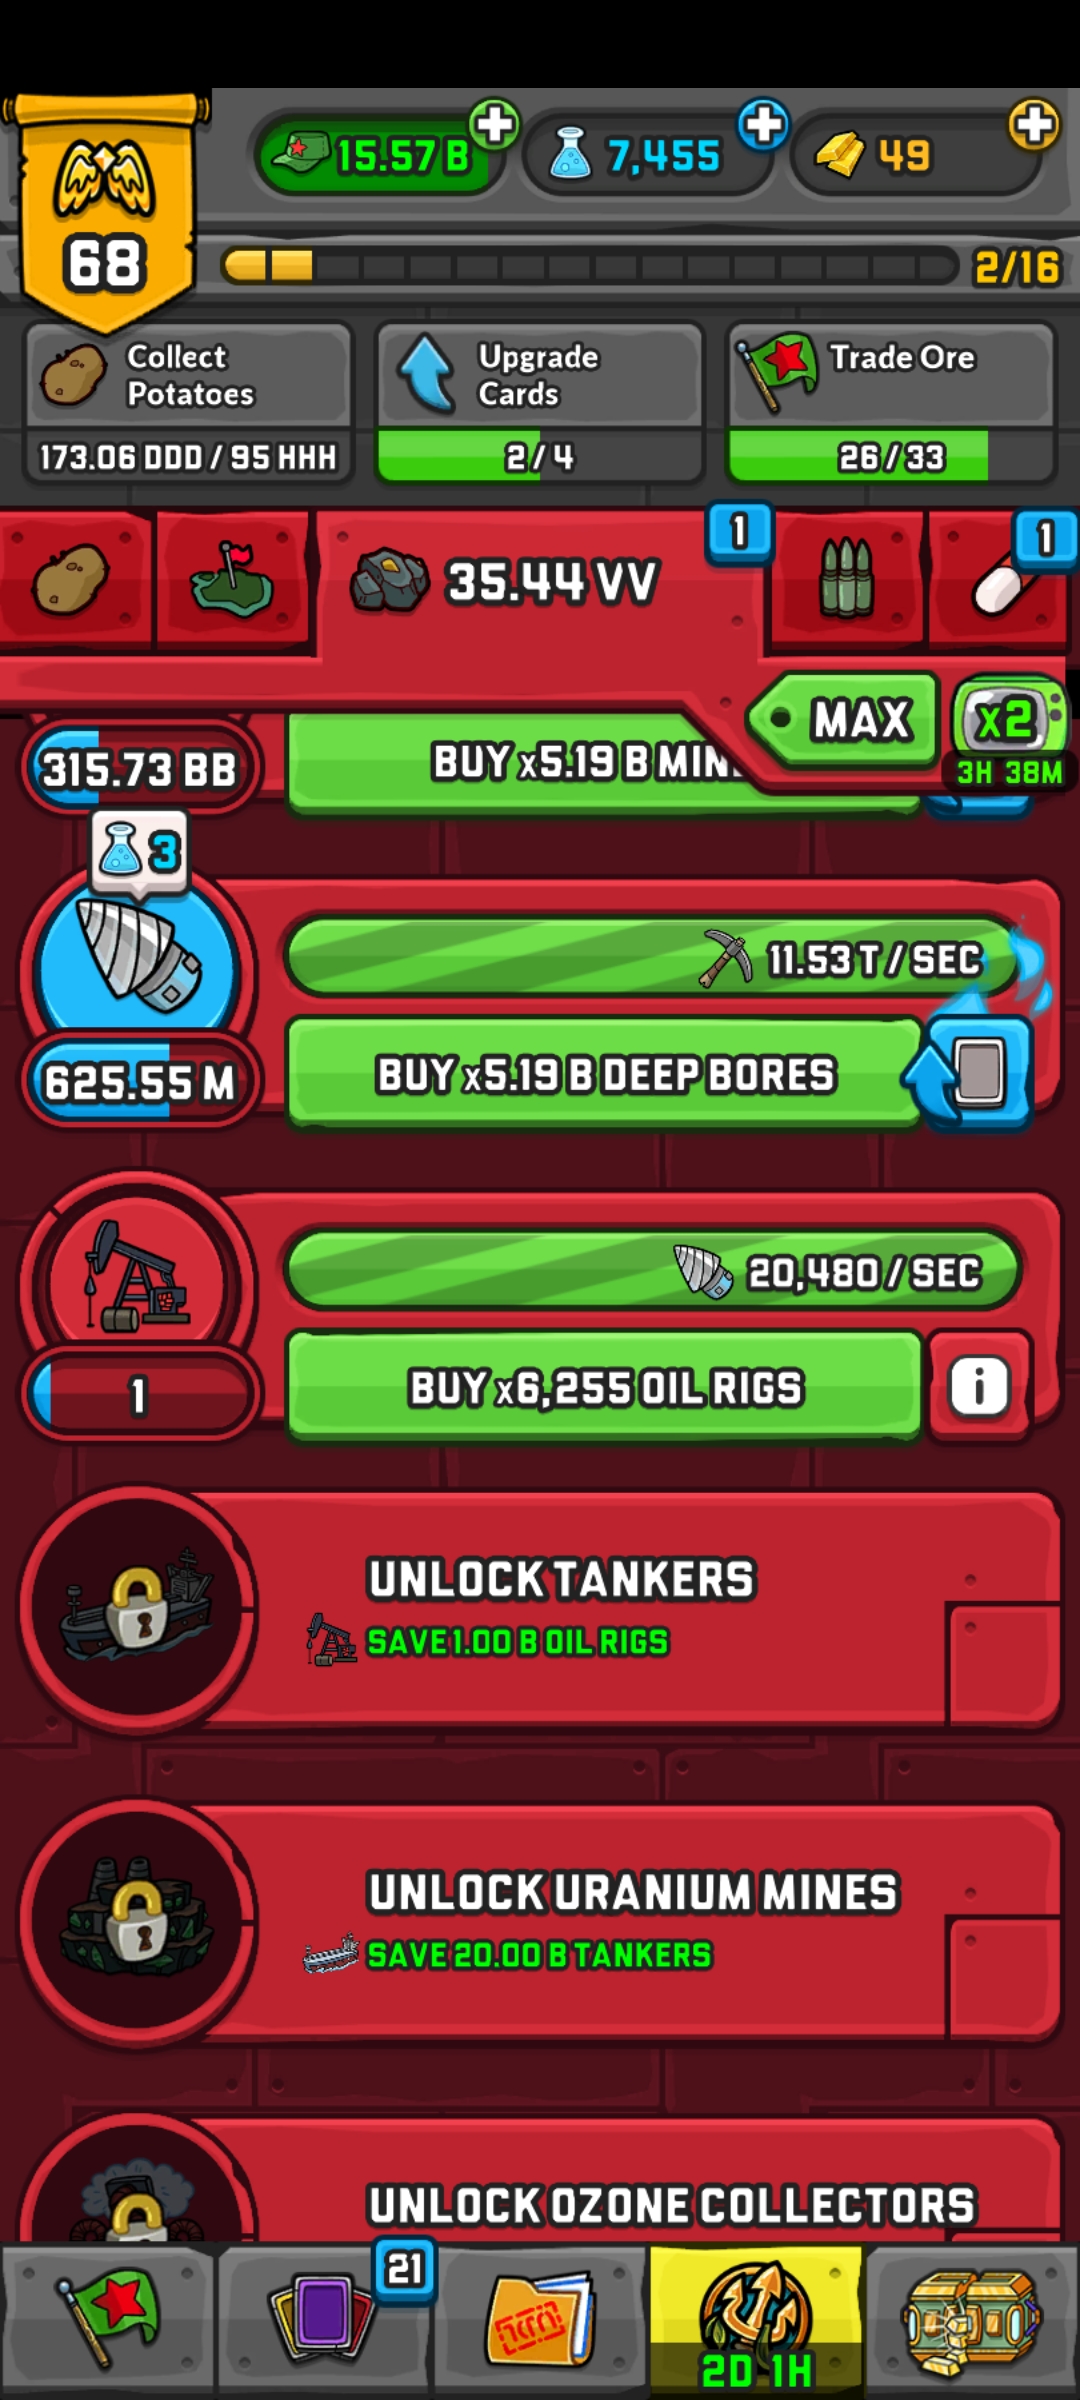 15.57 B
7,455
49
68
2/16
Collect
Potatoes
Upgrade
Cards
Trade Ore
173.06 DDD / 95 HHH
2 / 4
26 / 33
1
1
35.44 VV
MAX
x2
3H 38M
315.73 BB
BUY x5.19 B
3
11.53 T / SEC
625.55 M
BUY x5.19 B DEEP BORES
20,480 / SEC
1
BUY x6,255 OIL RIGS
i
UNLOCK TANKERS
SAVE 1.00 B OIL RIGS
UNLOCK URANIUM MINES
SAVE 20.00 B TANKERS
UNLOCK OZONE COLLECTORS
21
2D 1H